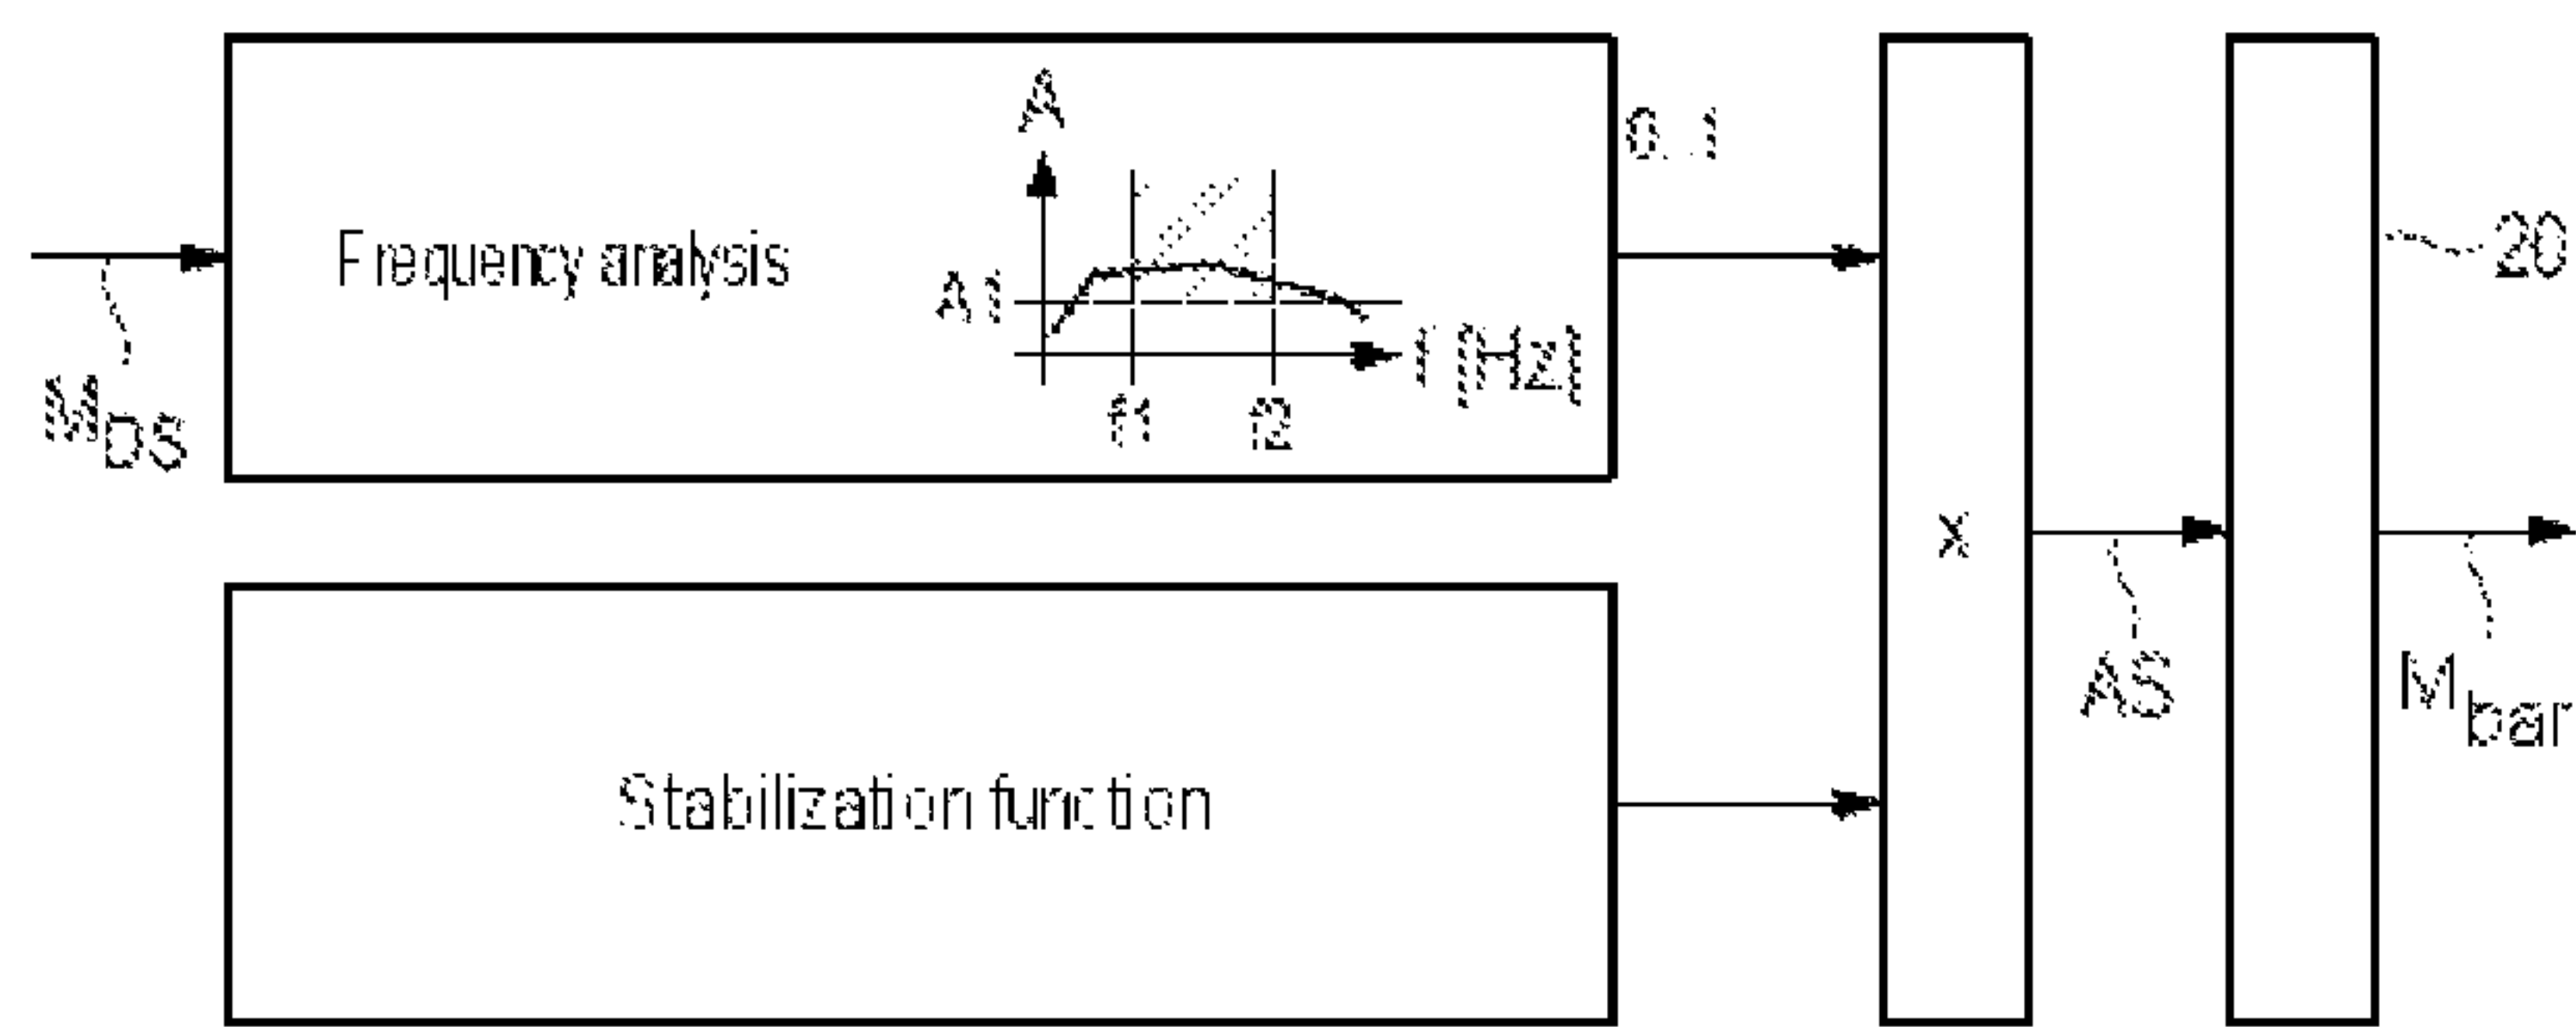 A
0..1
Frequency analysis
A1
20
f [Hz]
M_DS
f1
f2
x
AS
M_bar
Stabilization function